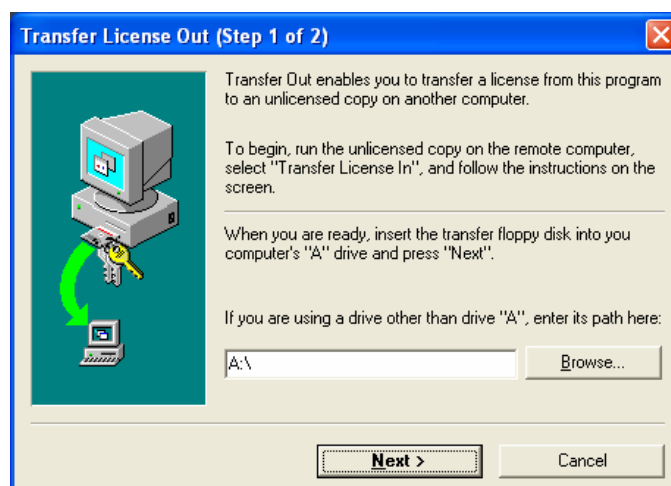 Transfer License Out (Step 1 of 2)
Transfer Out enables you to transfer a license from this program
to an unlicensed copy on another computer.
To begin, run the unlicensed copy on the remote computer,
select "Transfer License In", and follow the instructions on the
screen.
When you are ready, insert the transfer floppy disk into you
computer's "A" drive and press "Next".
If you are using a drive other than drive "A", enter its path here:
A:\
Browse...
Next >
Cancel